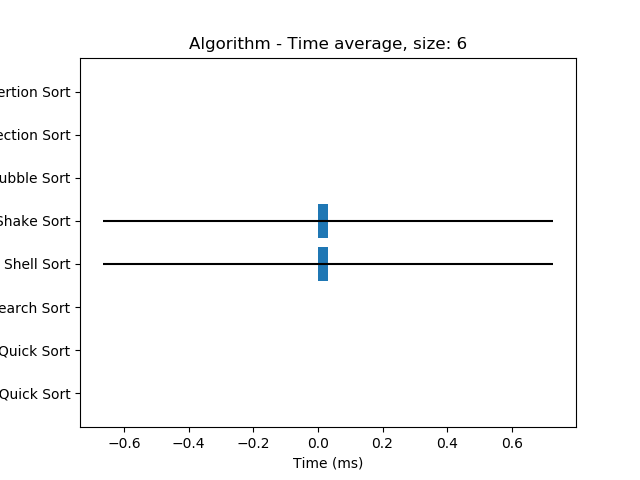 Algorithm - Time average, size: 6
ertion Sort
ection Sort
ubble Sort
Shake Sort
Shell Sort
earch Sort
Quick Sort
Quick Sort
−0.6 −0.4 −0.2 0.0 0.2 0.4 0.6
Time (ms)